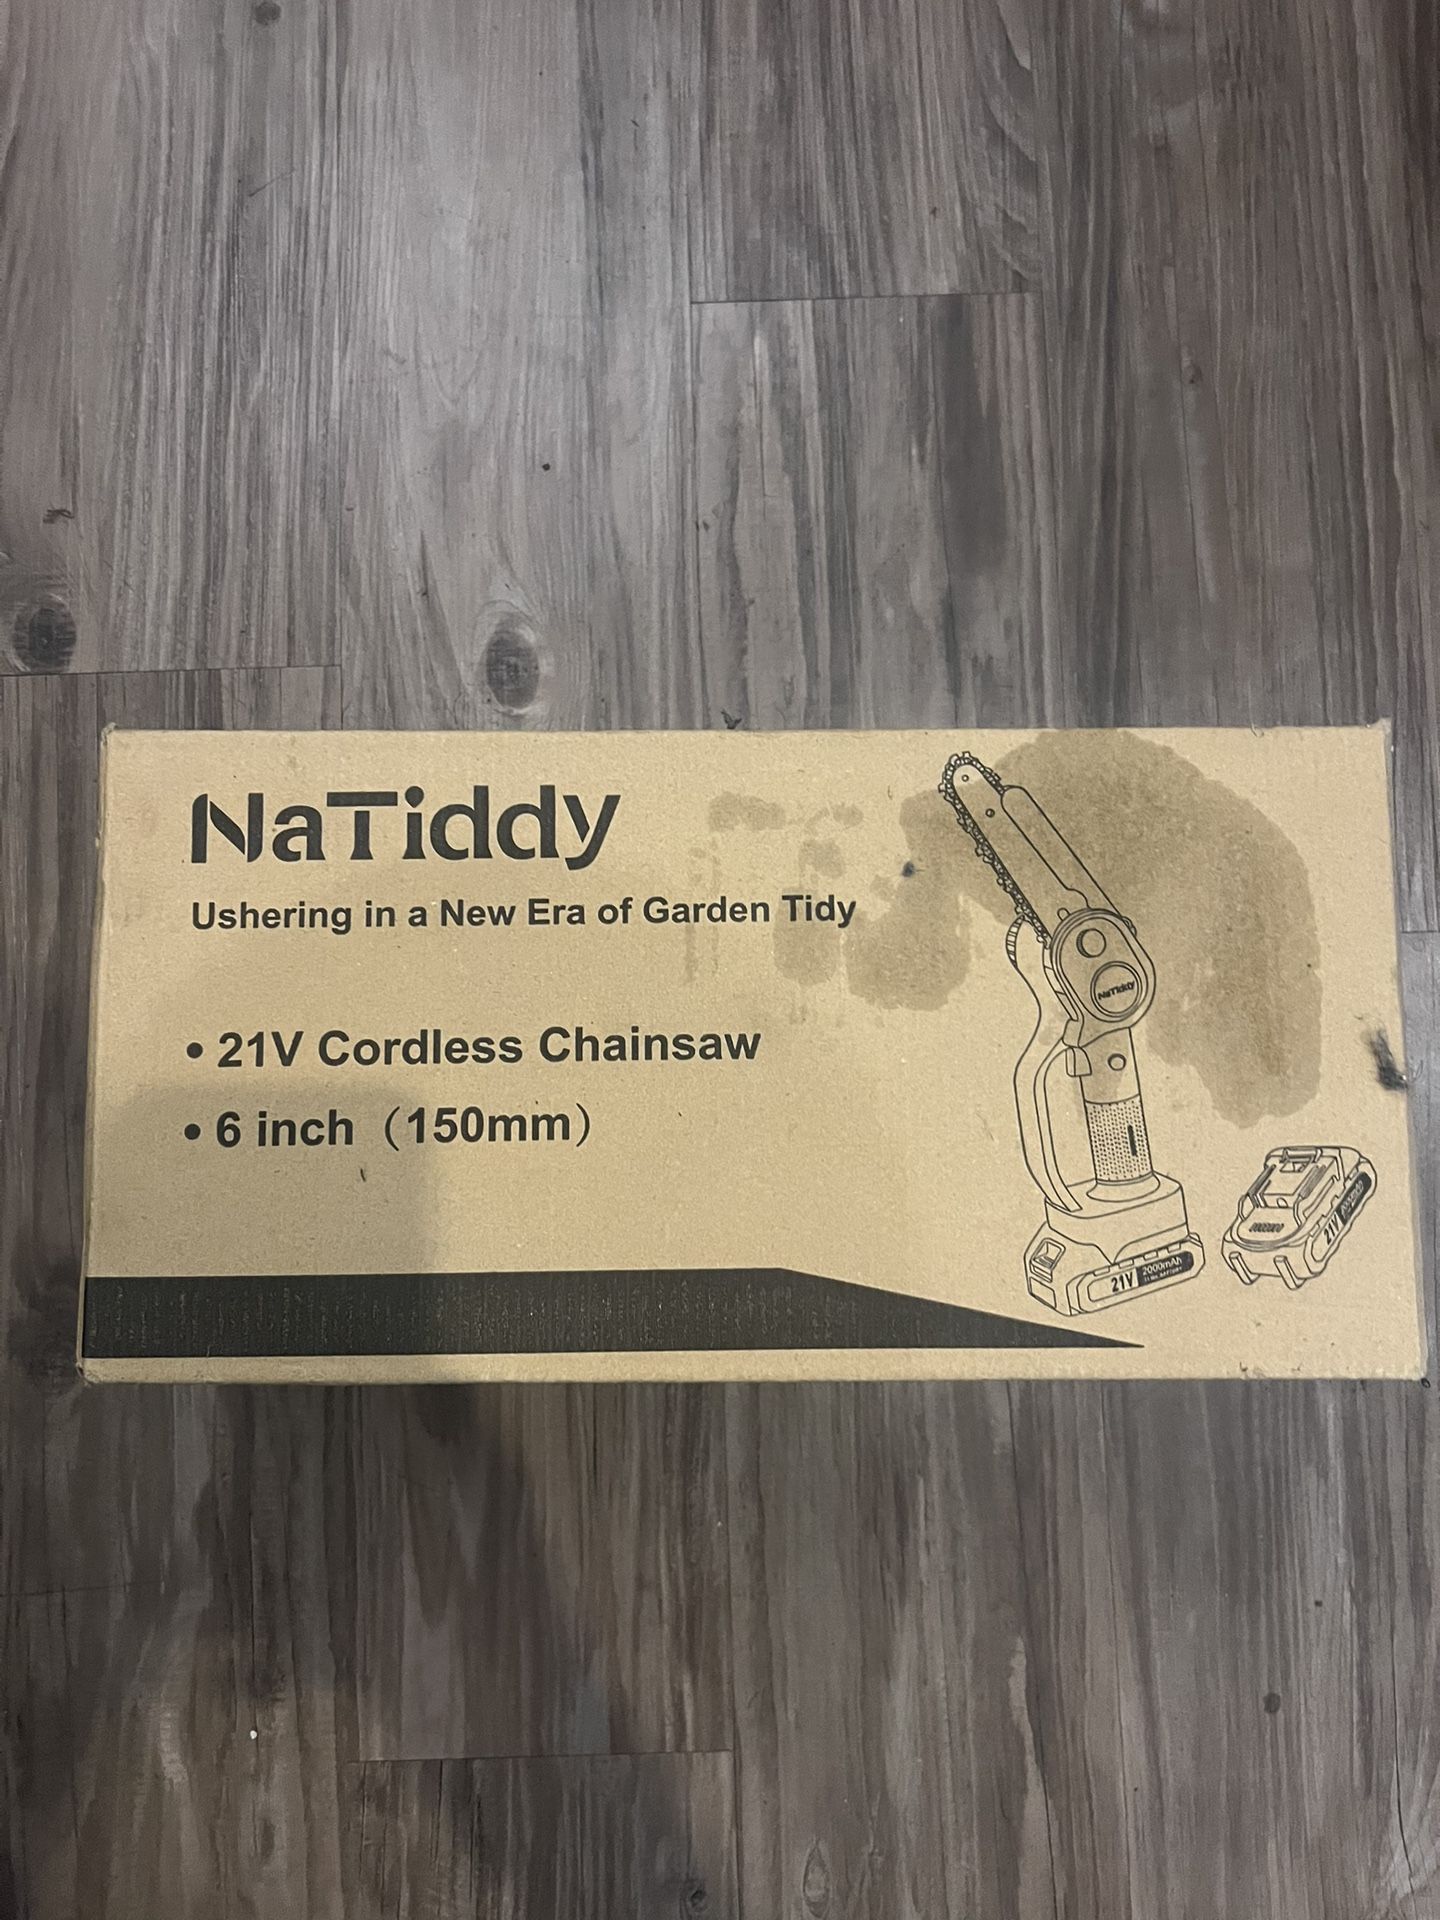 NaTiddy
Ushering in a New Era of Garden Tidy
• 21V Cordless Chainsaw
• 6 inch（150mm）
NaTiddy
21V 2000mAh
21V